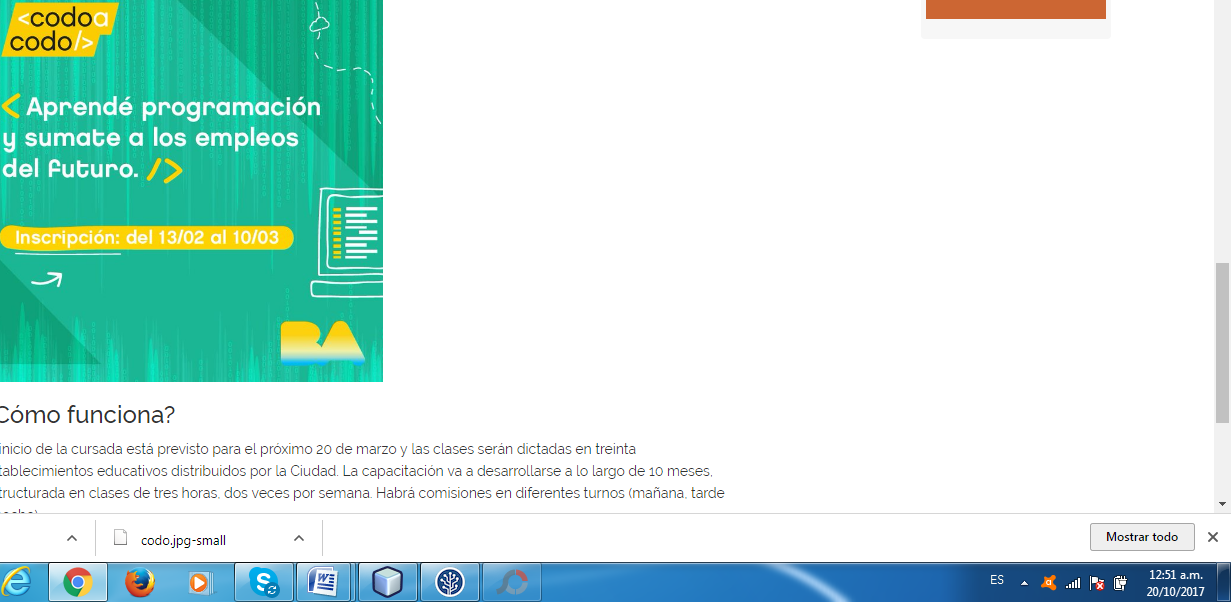 <codo a
codo/>
< Aprendé programación
y sumate a los empleos
del futuro. />
Inscripción: del 13/02 al 10/03
BA
Cómo funciona?
inicio de la cursada está previsto para el próximo 20 de marzo y las clases serán dictadas en treinta
tablecimientos educativos distribuidos por la Ciudad. La capacitación va a desarrollarse a lo largo de 10 meses,
tructurada en clases de tres horas, dos veces por semana. Habrá comisiones en diferentes turnos (mañana, tarde
codo.jpg-small
Mostrar todo
ES
12:51 a.m.
20/10/2017